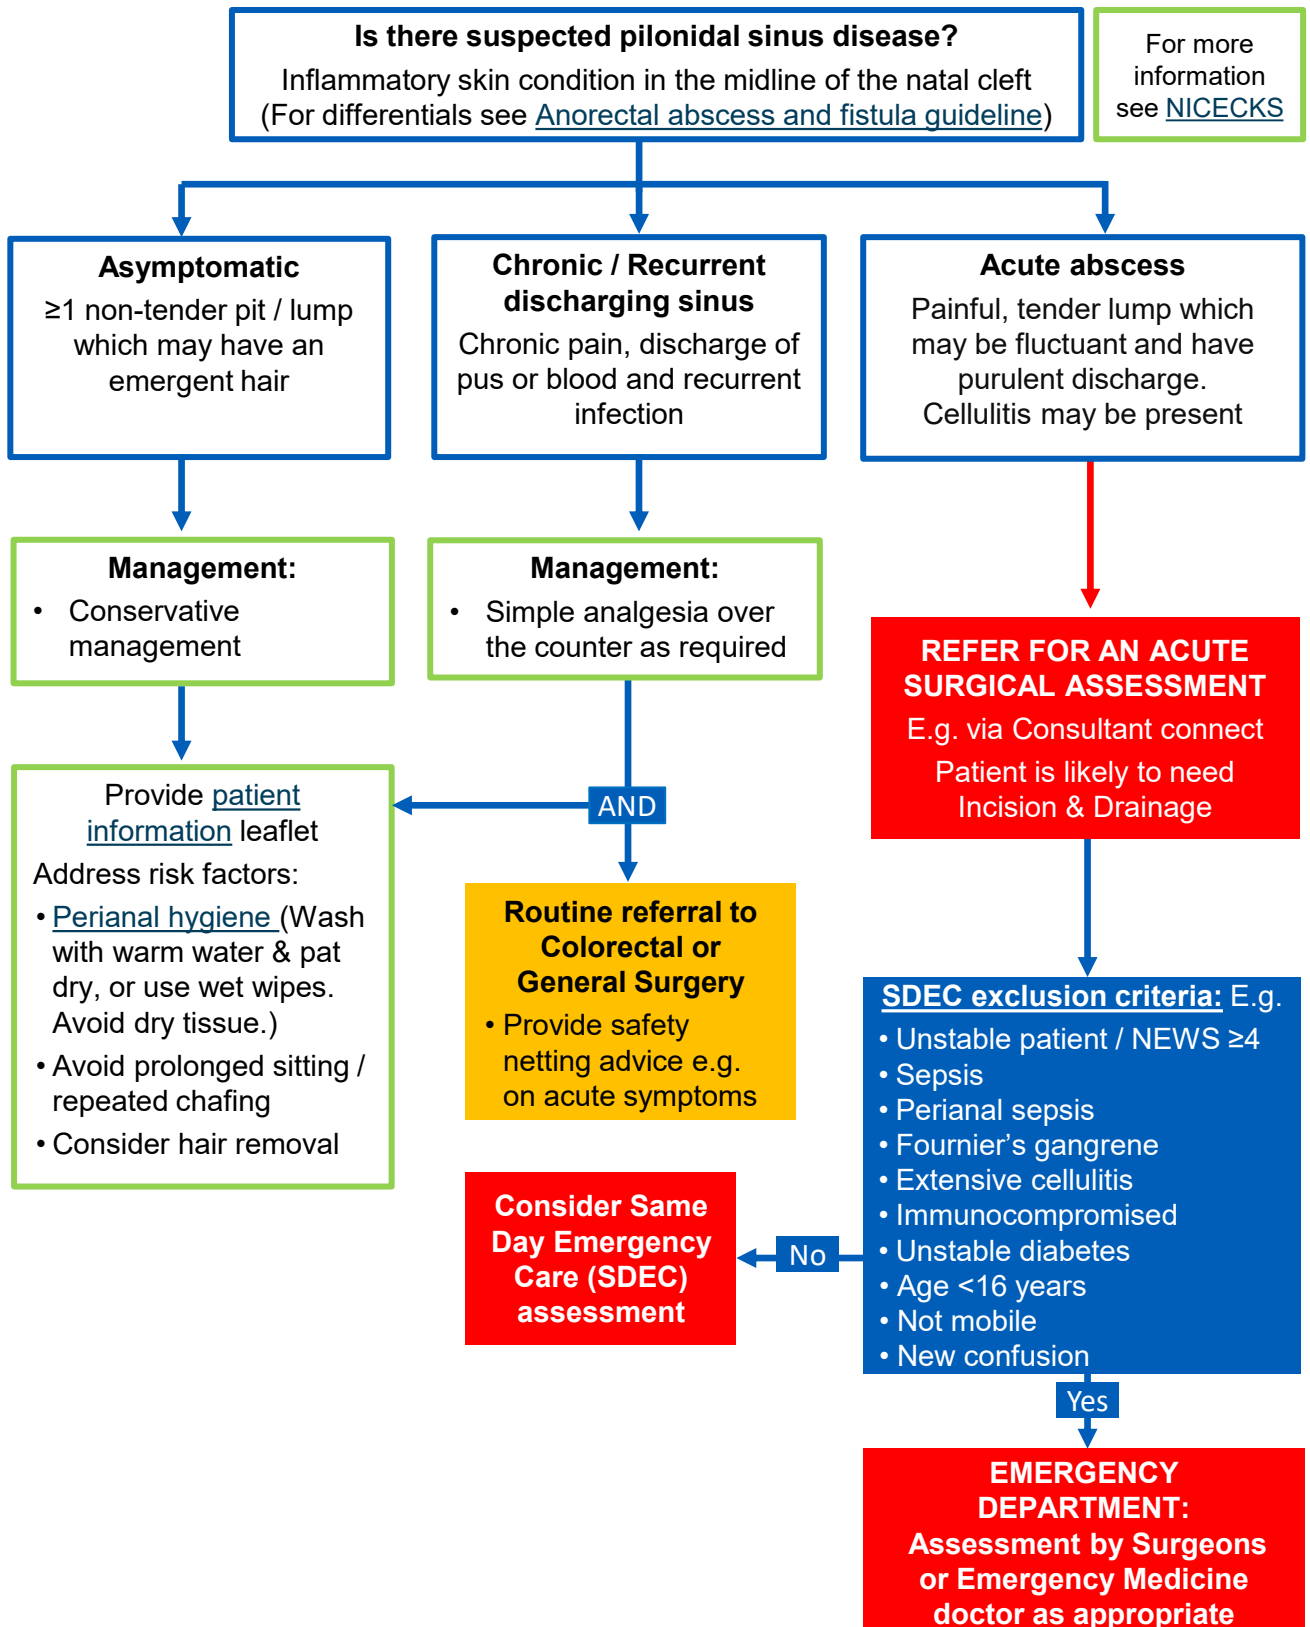 Is there suspected pilonidal sinus disease?
Inflammatory skin condition in the midline of the natal cleft
(For differentials see Anorectal abscess and fistula guideline)
For more
information
see NICECKS
Asymptomatic
≥1 non-tender pit / lump
which may have an
emergent hair
Chronic / Recurrent
discharging sinus
Chronic pain, discharge of
pus or blood and recurrent
infection
Acute abscess
Painful, tender lump which
may be fluctuant and have
purulent discharge.
Cellulitis may be present
Management:
• Conservative
management
Management:
• Simple analgesia over
the counter as required
REFER FOR AN ACUTE
SURGICAL ASSESSMENT
E.g. via Consultant connect
Patient is likely to need
Incision & Drainage
AND
Provide patient
information leaflet
Address risk factors:
• Perianal hygiene (Wash
with warm water & pat
dry, or use wet wipes.
Avoid dry tissue.)
• Avoid prolonged sitting /
repeated chafing
• Consider hair removal
Routine referral to
Colorectal or
General Surgery
• Provide safety
netting advice e.g.
on acute symptoms
SDEC exclusion criteria: E.g.
• Unstable patient / NEWS ≥4
• Sepsis
• Perianal sepsis
• Fournier’s gangrene
• Extensive cellulitis
• Immunocompromised
• Unstable diabetes
• Age <16 years
• Not mobile
• New confusion
No
Consider Same
Day Emergency
Care (SDEC)
assessment
Yes
EMERGENCY
DEPARTMENT:
Assessment by Surgeons
or Emergency Medicine
doctor as appropriate